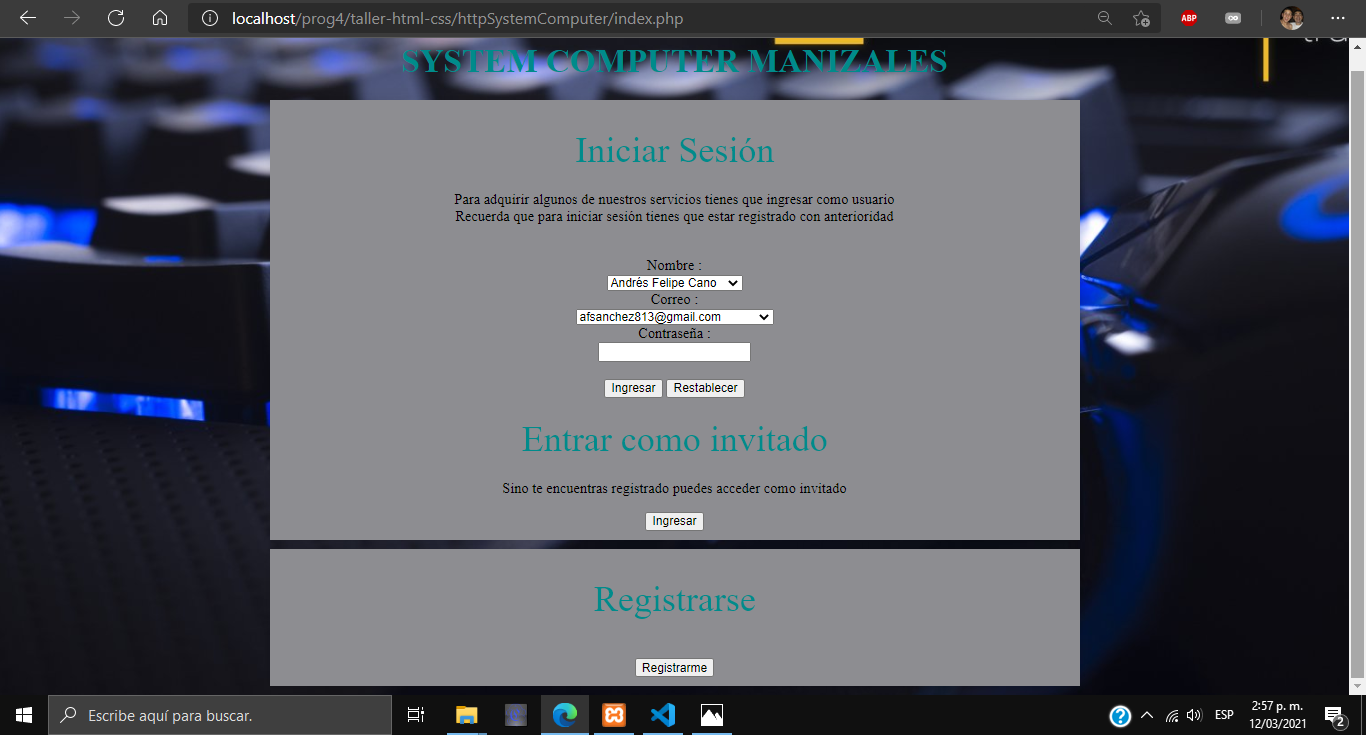 localhost/prog4/taller-html-css/httpSystemComputer/index.php
ABP
SYSTEM COMPUTER MANIZALES
Iniciar Sesión
Para adquirir algunos de nuestros servicios tienes que ingresar como usuario
Recuerda que para iniciar sesión tienes que estar registrado con anterioridad
Nombre :
Andrés Felipe Cano
Correo :
afsanchez813@gmail.com
Contraseña :
Ingresar Restablecer
Entrar como invitado
Sino te encuentras registrado puedes acceder como invitado
Ingresar
Registrarse
Registrarme
Escribe aquí para buscar.
ESP
2:57 p. m.
12/03/2021
2